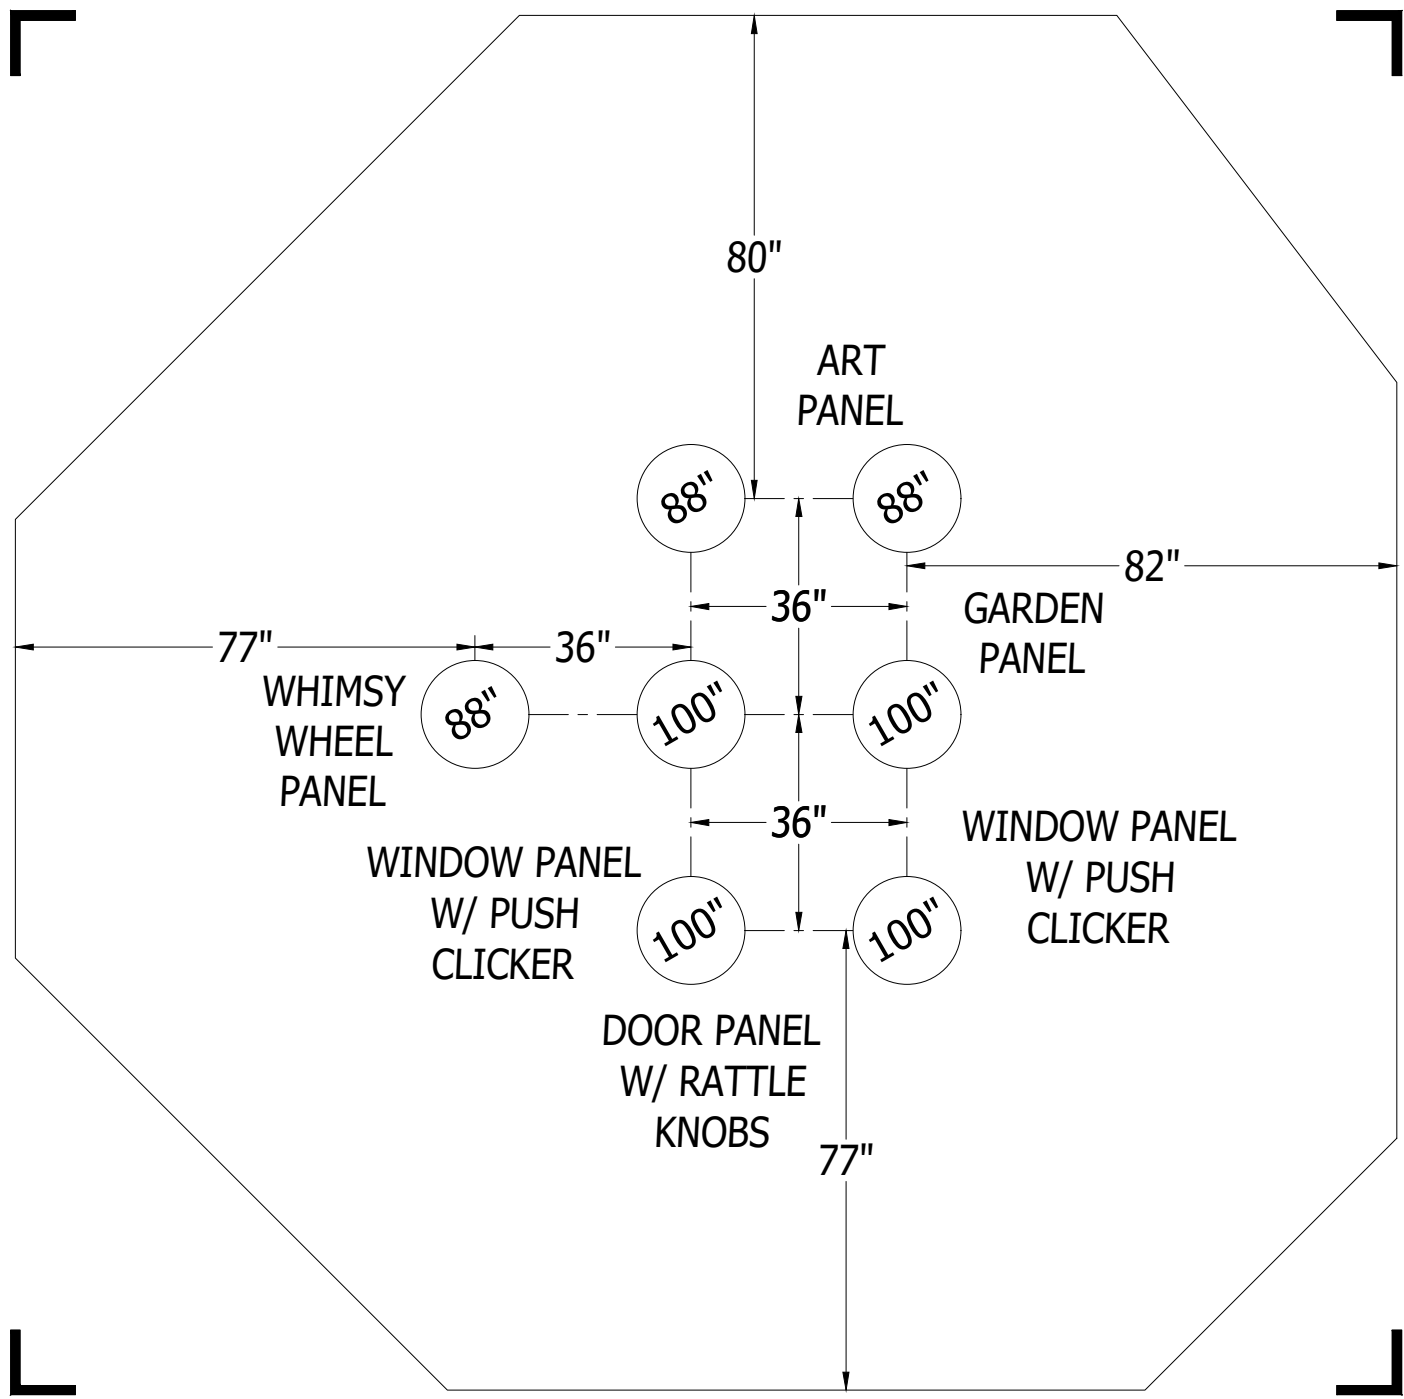 80"
ART
PANEL
88"
88"
82"
36"
GARDEN
PANEL
77"
36"
WHIMSY
WHEEL
PANEL
88"
100"
100"
36"
WINDOW PANEL
W/ PUSH
CLICKER
WINDOW PANEL
W/ PUSH
CLICKER
100"
100"
DOOR PANEL
W/ RATTLE
KNOBS
77"